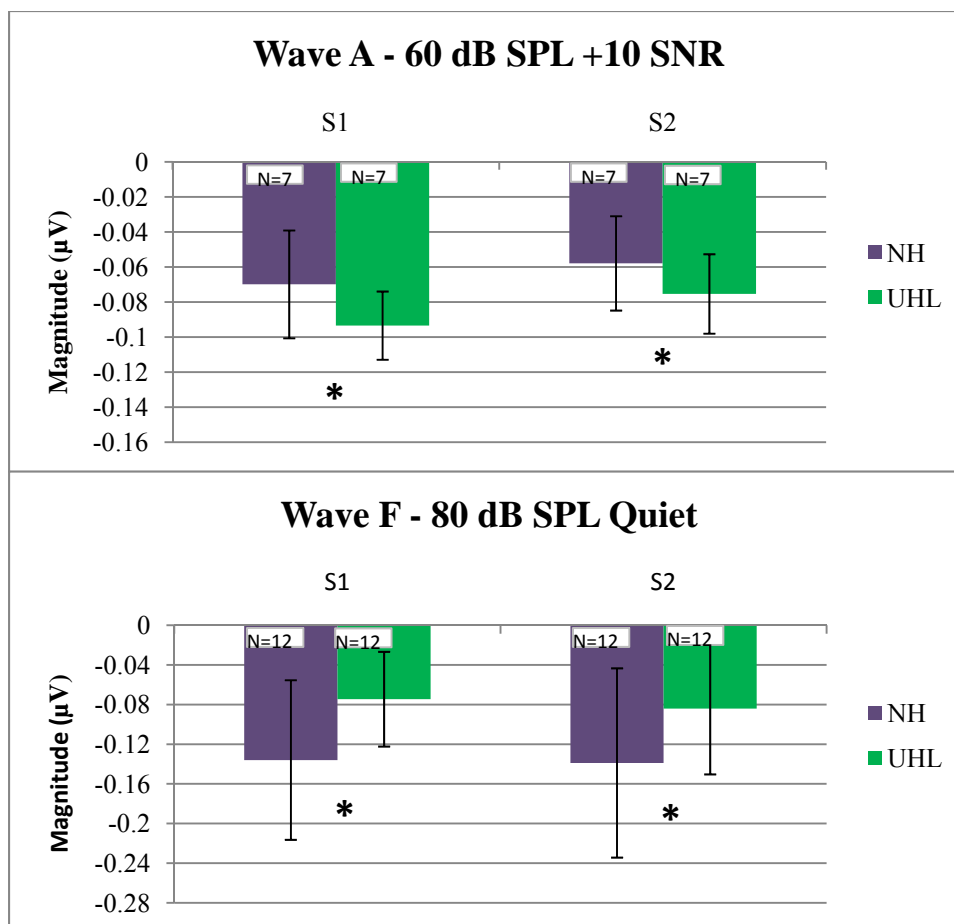 Wave A - 60 dB SPL +10 SNR
S1 S2
0
-0.02
-0.04
-0.06
-0.08
-0.1
-0.12
-0.14
-0.16
Magnitude (µV)
N=7 N=7 N=7 N=7
* *
NH
UHL
Wave F - 80 dB SPL Quiet
S1 S2
0
-0.04
-0.08
-0.12
-0.16
-0.2
-0.24
-0.28
Magnitude (µV)
N=12 N=12 N=12 N=12
* *
NH
UHL